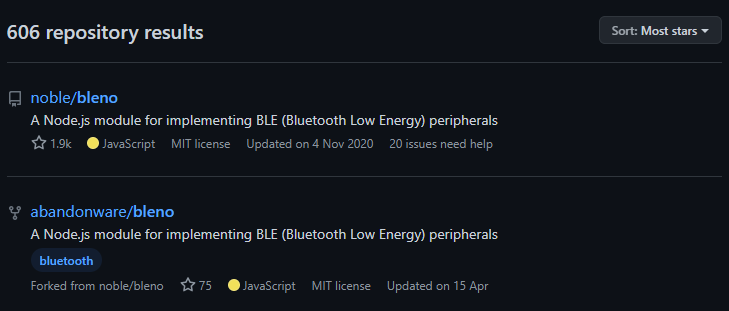 606 repository results
Sort: Most stars
noble/bleno
A Node.js module for implementing BLE (Bluetooth Low Energy) peripherals
1.9k JavaScript MIT license Updated on 4 Nov 2020 20 issues need help
abandonware/bleno
A Node.js module for implementing BLE (Bluetooth Low Energy) peripherals
bluetooth
Forked from noble/bleno 75 JavaScript MIT license Updated on 15 Apr